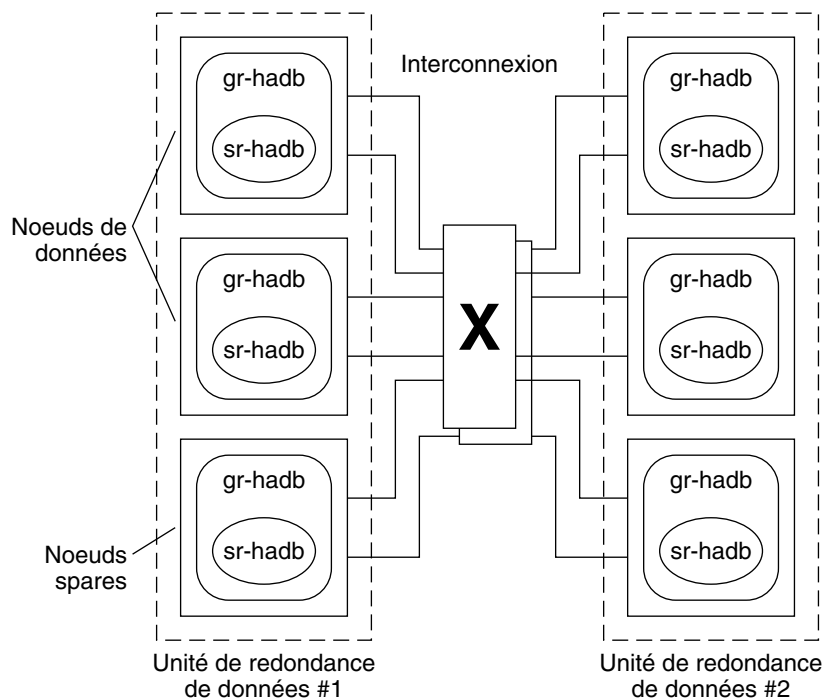 Interconnexion
gr-hadb
sr-hadb
gr-hadb
sr-hadb
Noeuds de
données
gr-hadb
sr-hadb
X
gr-hadb
sr-hadb
gr-hadb
sr-hadb
gr-hadb
sr-hadb
Noeuds
spares
Unité de redondance
de données #1
Unité de redondance
de données #2